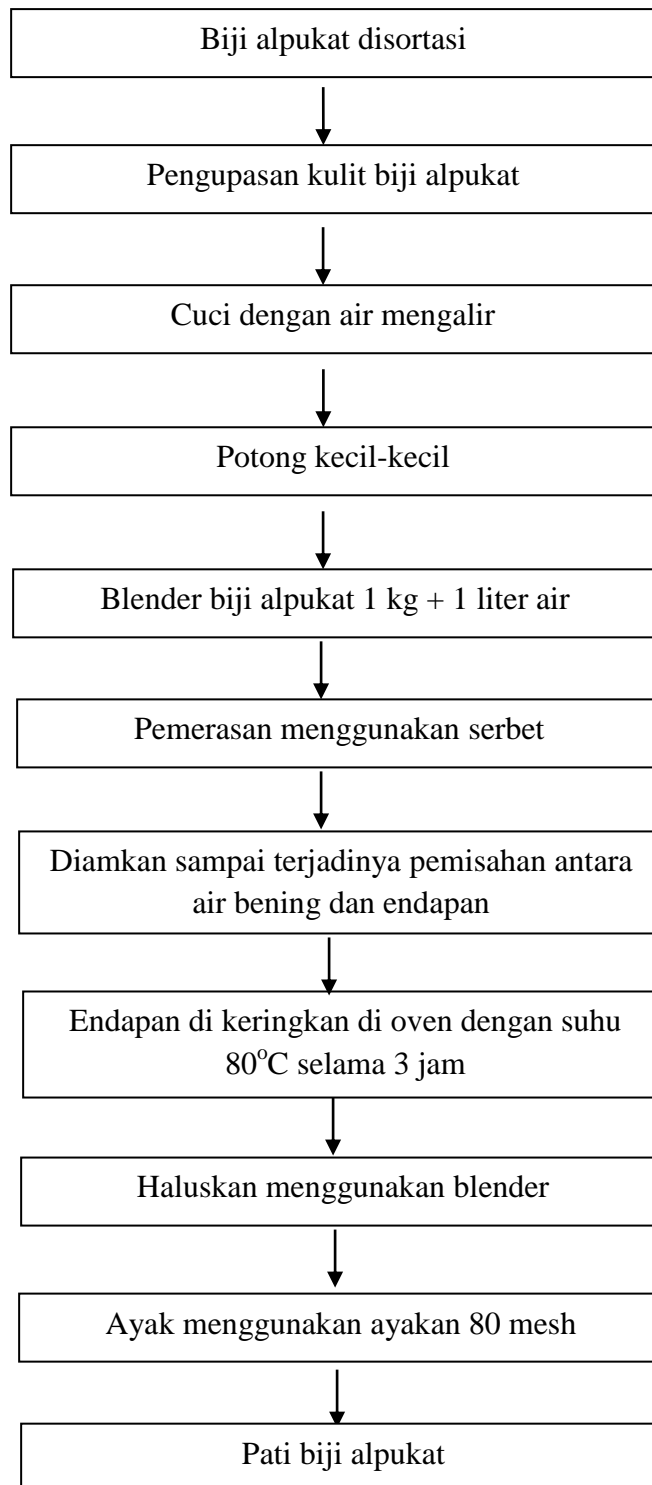 Biji alpukat disortasi
Pengupasan kulit biji alpukat
Cuci dengan air mengalir
Potong kecil-kecil
Blender biji alpukat 1 kg + 1 liter air
Pemerasan menggunakan serbet
Diamkan sampai terjadinya pemisahan antara
air bening dan endapan
Endapan di keringkan di oven dengan suhu
80°C selama 3 jam
Haluskan menggunakan blender
Ayak menggunakan ayakan 80 mesh
Pati biji alpukat